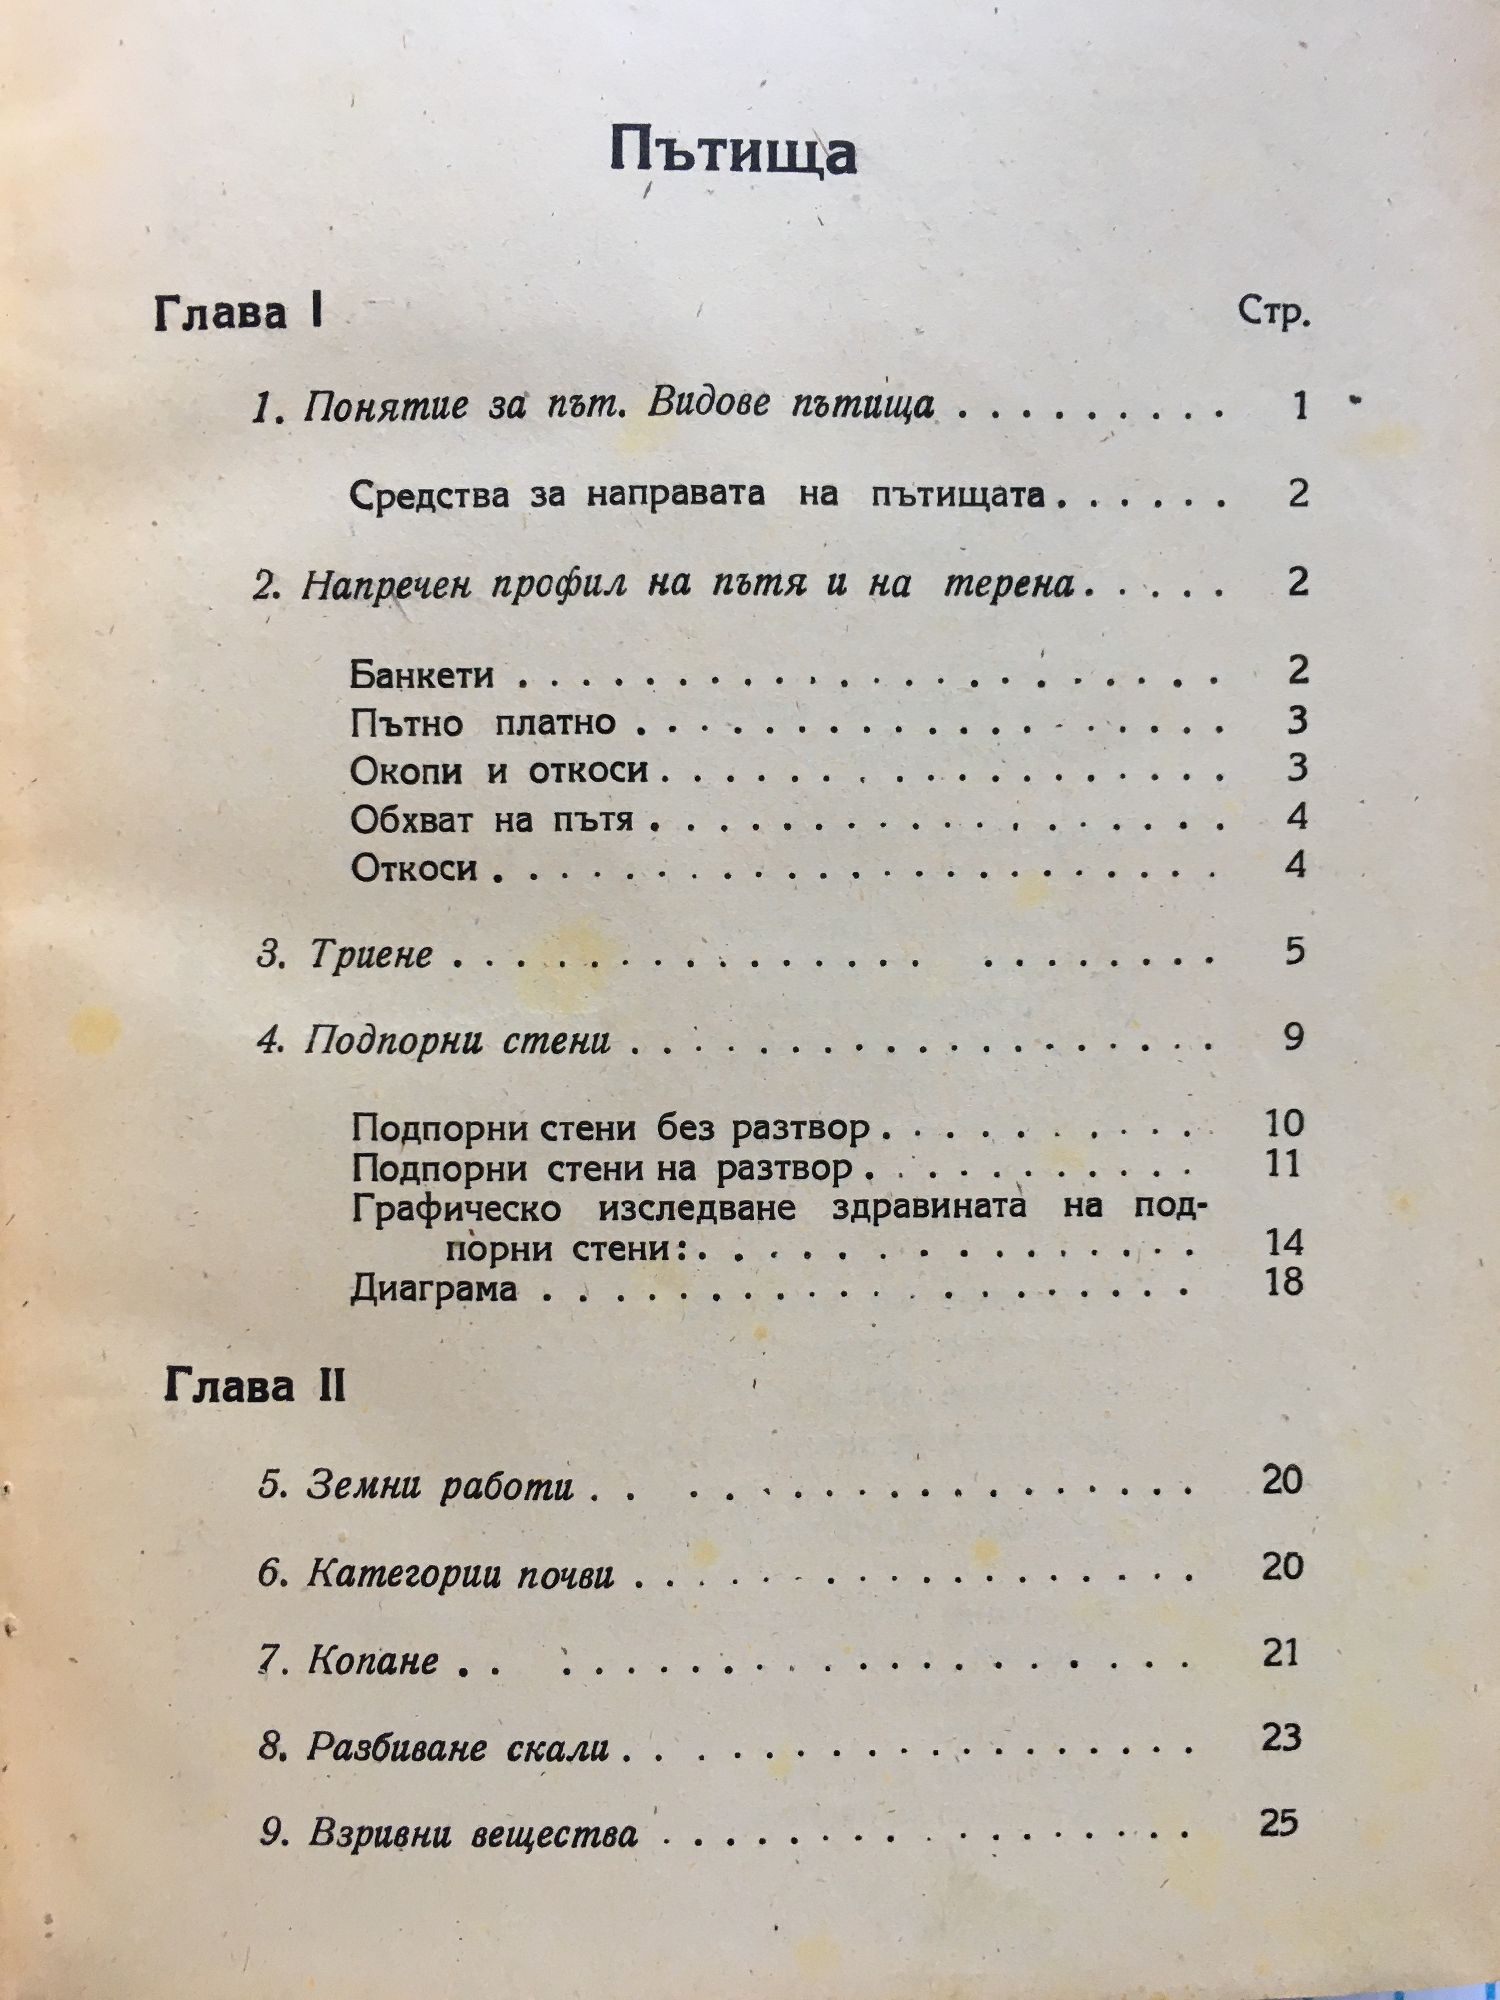 Пътища
Глава I Стр.
1. Понятие за път. Видове пътища . . . . . . . . . 1
Средства за направата на пътищата . . . . . . 2
2. Напречен профил на пътя и на терена . . . . . 2
Банкети . . . . . . . . . . . . . . . . . . . . . . 2
Пътно платно . . . . . . . . . . . . . . . . . . 3
Окопи и откоси . . . . . . . . . . . . . . . . . . 3
Обхват на пътя . . . . . . . . . . . . . . . . . . 4
Откоси . . . . . . . . . . . . . . . . . . . . . . . 4
3. Триене . . . . . . . . . . . . . . . . . . . . . . . 5
4. Подпорни стени . . . . . . . . . . . . . . . . . . 9
Подпорни стени без разтвор . . . . . . . . . . 10
Подпорни стени на разтвор . . . . . . . . . . . 11
Графическо изследване здравината на под-
порни стени: . . . . . . . . . . . . . . . . 14
Диаграма . . . . . . . . . . . . . . . . . . . . 18
Глава II
5. Земни работи . . . . . . . . . . . . . . . . . . 20
6. Категории почви . . . . . . . . . . . . . . . . . . 20
7. Копане . . . . . . . . . . . . . . . . . . . . . . 21
8. Разбиване скали . . . . . . . . . . . . . . . . . . 23
9. Взривни вещества . . . . . . . . . . . . . . . . . 25